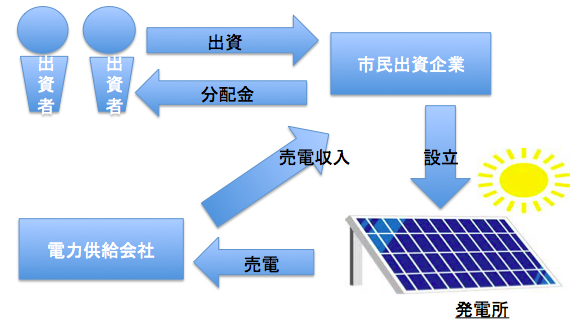 出資者
出資者
出資
分配金
市民出資企業
売電収入
設立
電力供給会社
売電
発電所